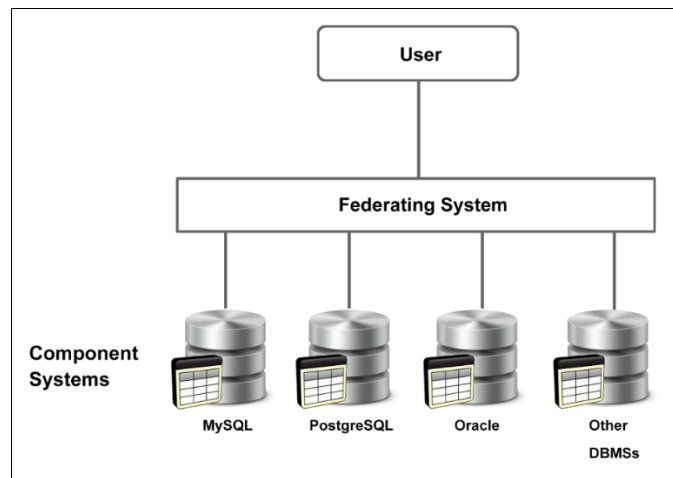 User
Federating System
Component
Systems
MySQL
PostgreSQL
Oracle
Other
DBMSs